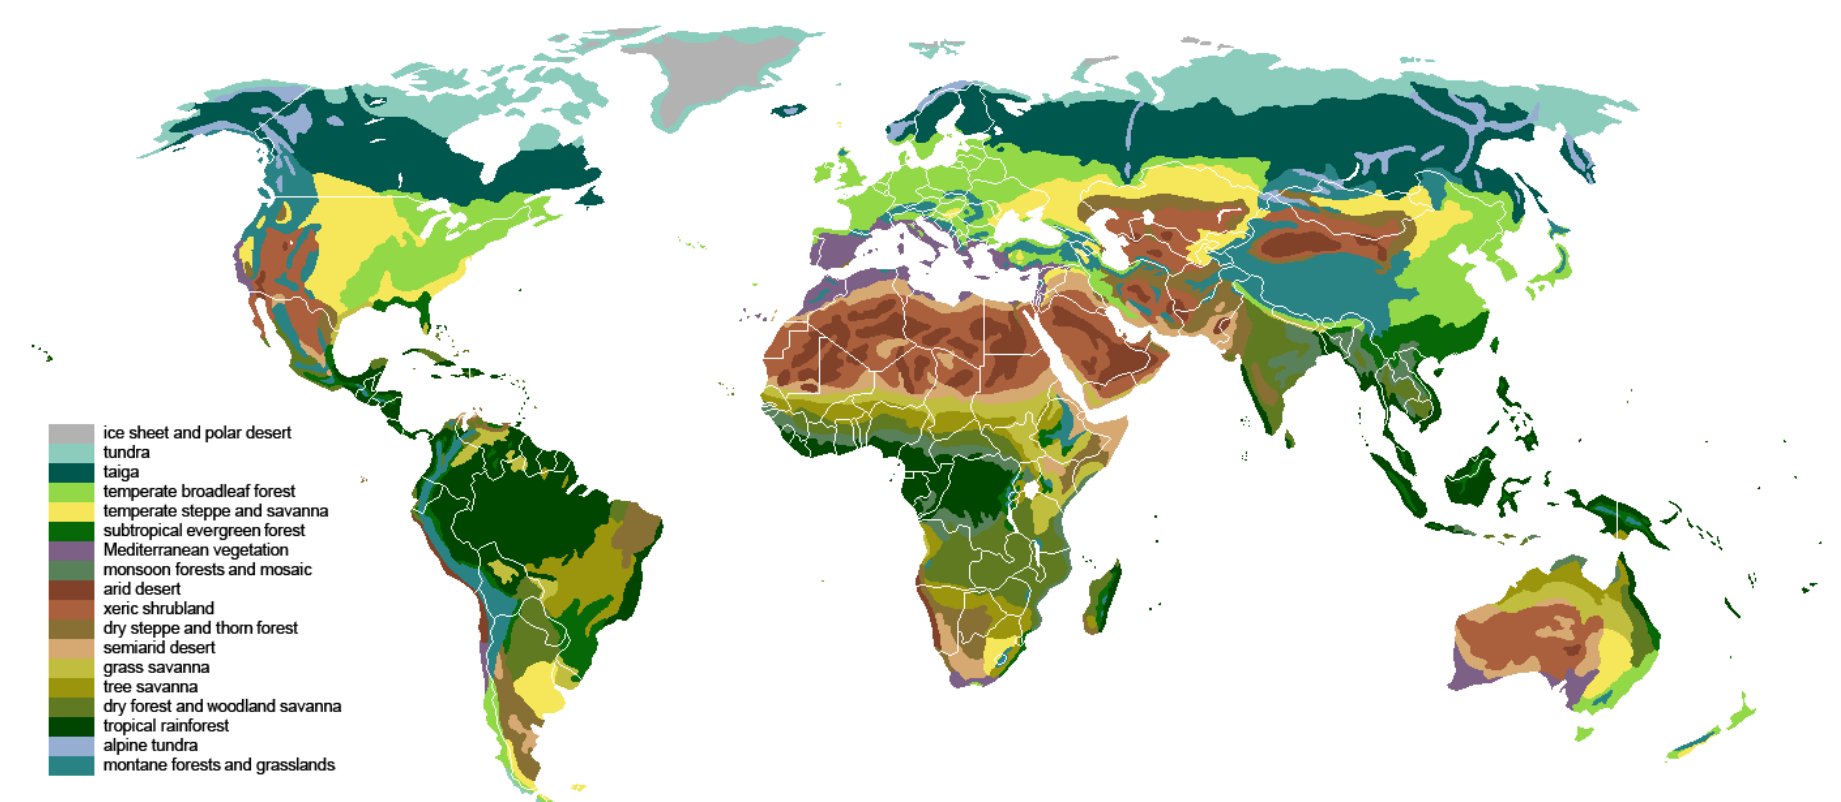 ice sheet and polar desert
tundra
taiga
temperate broadleaf forest
temperate steppe and savanna
subtropical evergreen forest
Mediterranean vegetation
monsoon forests and mosaic
arid desert
xeric shrubland
dry steppe and thorn forest
semiarid desert
grass savanna
tree savanna
dry forest and woodland savanna
tropical rainforest
alpine tundra
montane forests and grasslands